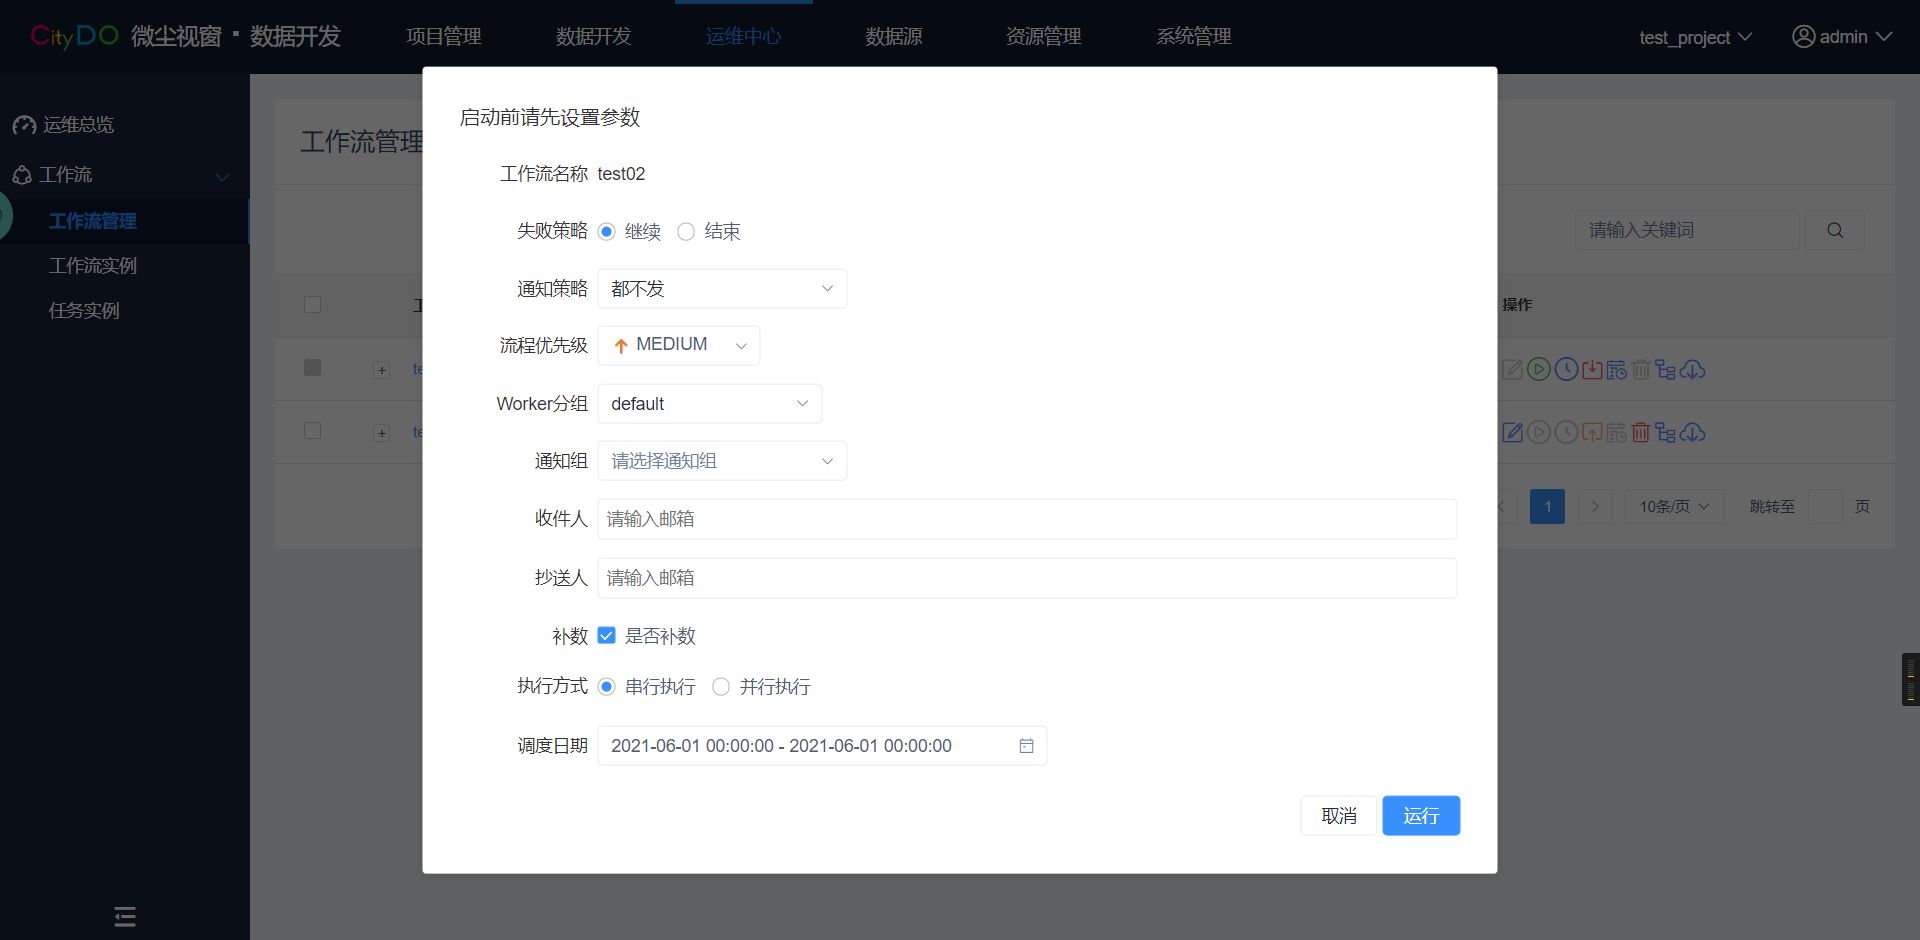 CityDO 微尘视窗·数据开发
项目管理
数据开发
运维中心
数据源
资源管理
系统管理
test_project
admin
运维总览
工作流
工作流管理
工作流实例
任务实例
工作流管理
请输入关键词
操作
te
te
1
10条/页
跳转至
页
启动前请先设置参数
工作流名称 test02
失败策略 继续 结束
通知策略 都不发
流程优先级 MEDIUM
Worker分组 default
通知组 请选择通知组
收件人 请输入邮箱
抄送人 请输入邮箱
补数 是否补数
执行方式 串行执行 并行执行
调度日期 2021-06-01 00:00:00 - 2021-06-01 00:00:00
取消 运行